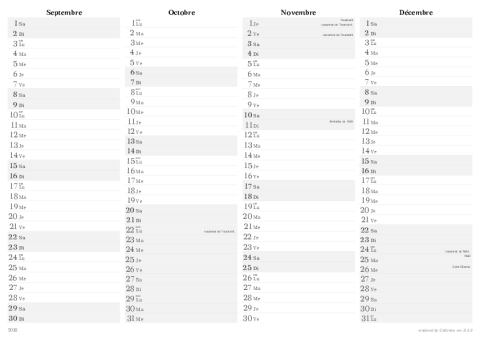 Septembre
1 Sa
2 Di
3 Lu
4 Ma
5 Me
6 Je
7 Ve
8 Sa
9 Di
10 Lu
11 Ma
12 Me
13 Je
14 Ve
15 Sa
16 Di
17 Lu
18 Ma
19 Me
20 Je
21 Ve
22 Sa
23 Di
24 Lu
25 Ma
26 Me
27 Je
28 Ve
29 Sa
30 Di
Octobre
1 Lu
2 Ma
3 Me
4 Je
5 Ve
6 Sa
7 Di
8 Lu
9 Ma
10 Me
11 Je
12 Ve
13 Sa
14 Di
15 Lu
16 Ma
17 Me
18 Je
19 Ve
20 Sa
21 Di
22 Lu
23 Ma
24 Me
25 Je
26 Ve
27 Sa
28 Di
29 Lu
30 Ma
31 Me
Novembre
1 Je
2 Ve
3 Sa
4 Di
5 Lu
6 Ma
7 Me
8 Je
9 Ve
10 Sa
11 Di
12 Lu
13 Ma
14 Me
15 Je
16 Ve
17 Sa
18 Di
19 Lu
20 Ma
21 Me
22 Je
23 Ve
24 Sa
25 Di
26 Lu
27 Ma
28 Me
29 Je
30 Ve
Décembre
1 Sa
2 Di
3 Lu
4 Ma
5 Me
6 Je
7 Ve
8 Sa
9 Di
10 Lu
11 Ma
12 Me
13 Je
14 Ve
15 Sa
16 Di
17 Lu
18 Ma
19 Me
20 Je
21 Ve
22 Sa
23 Di
24 Lu
25 Ma
26 Me
27 Je
28 Ve
29 Sa
30 Di
31 Lu